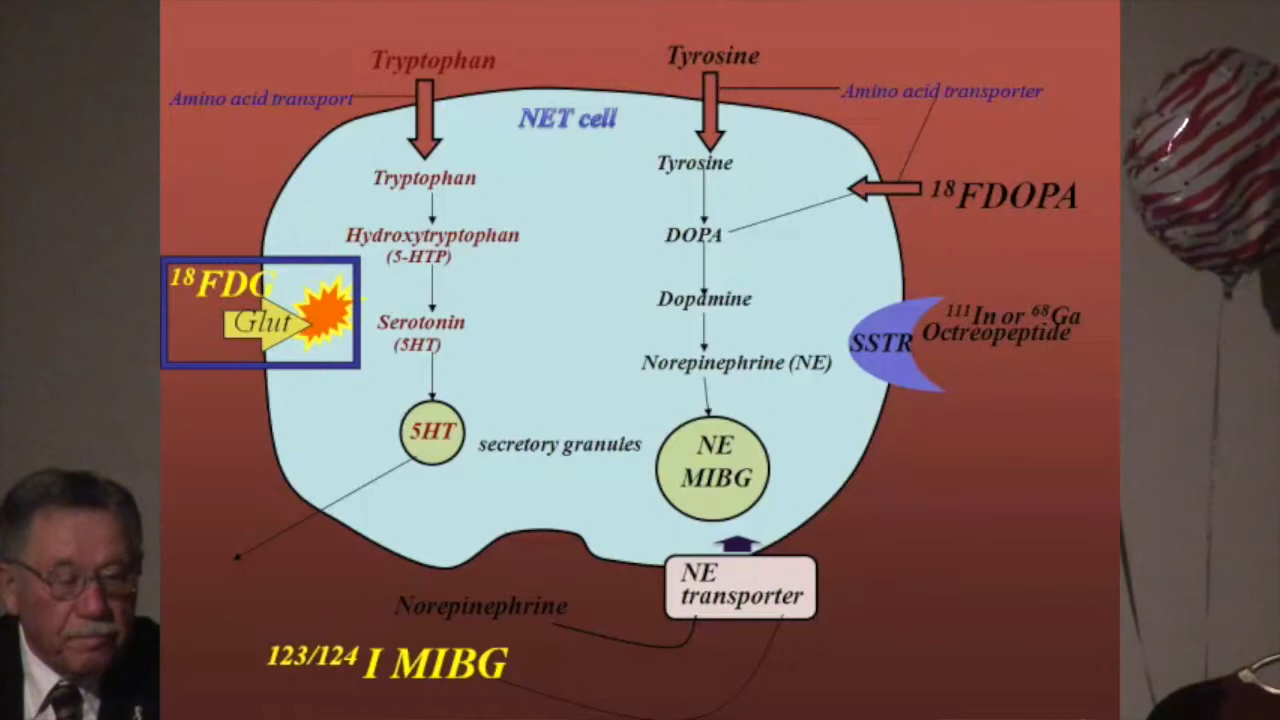 Tryptophan
Tyrosine
Amino acid transport
Amino acid transporter
NET cell
Tyrosine
Tryptophan
18FDOPA
DOPA
Hydroxytryptophan
(5-HTP)
18FDG
Glut
Dopamine
Serotonin
(5HT)
111In or 68Ga
Octreopeptide
SSTR
Norepinephrine (NE)
5HT
secretory granules
NE
MIBG
NE
transporter
Norepinephrine
123/124 I MIBG